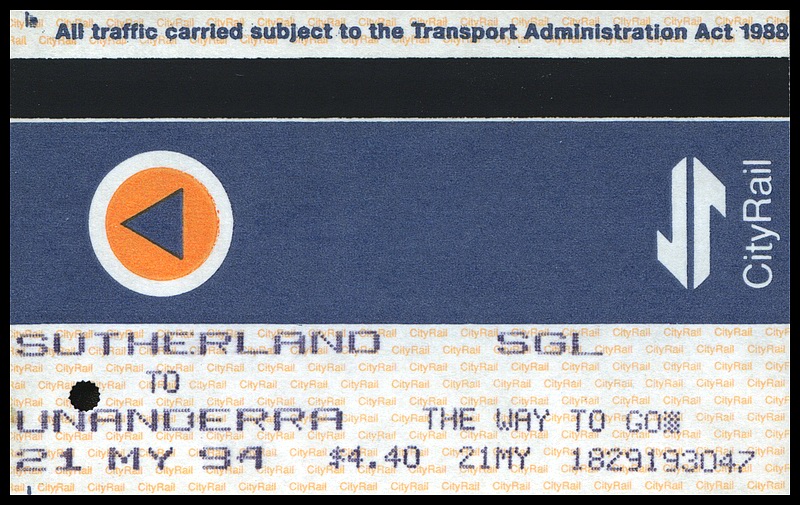 All traffic carried subject to the Transport Administration Act 1988
CityRail
SUTHERLAND SGL
TO
UNANDERRA THE WAY TO GO
21 MY 94 $4.40 21MY 1829193047